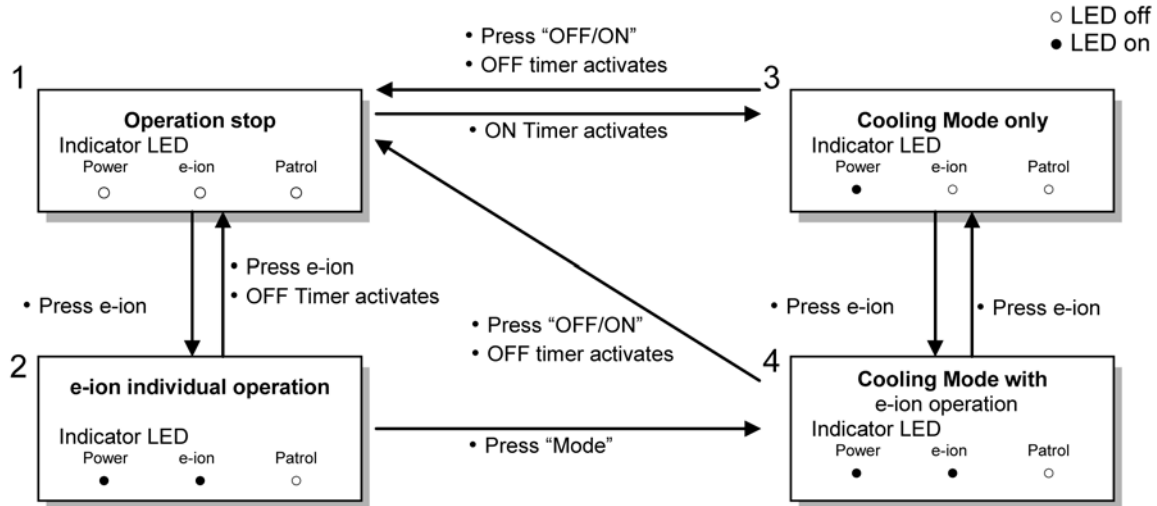 ○ LED off
● LED on
• Press “OFF/ON”
• OFF timer activates
1
3
Operation stop
Indicator LED
Power e-ion Patrol
• ON Timer activates
Cooling Mode only
Indicator LED
Power e-ion Patrol
• Press e-ion
• Press e-ion
• OFF Timer activates
• Press “OFF/ON”
• OFF timer activates
• Press e-ion
• Press e-ion
2
e-ion individual operation
Indicator LED
Power e-ion Patrol
• Press “Mode”
4
Cooling Mode with
e-ion operation
Indicator LED
Power e-ion Patrol